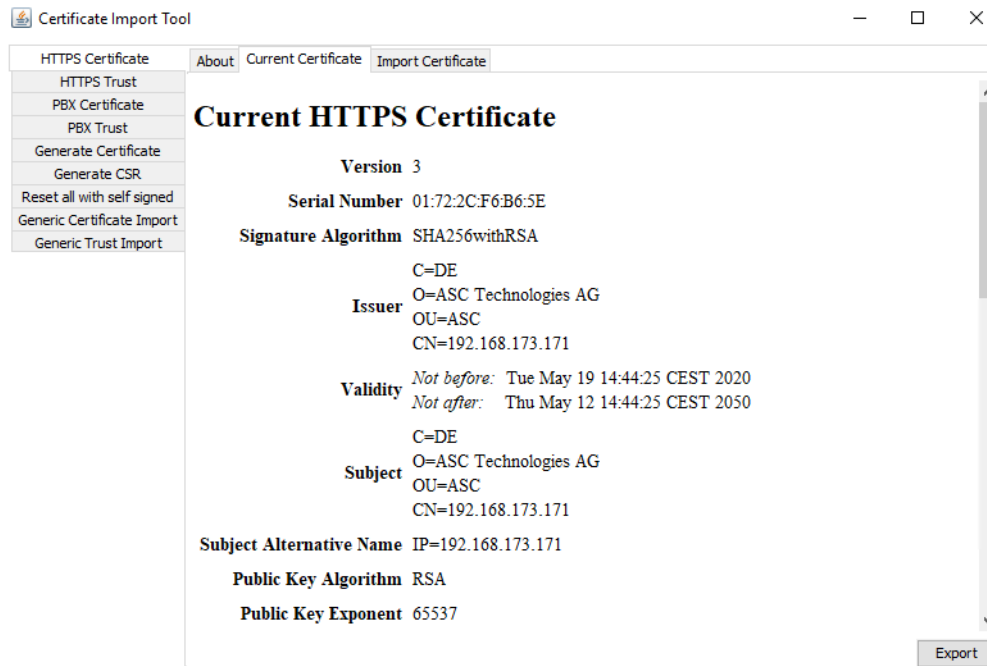 Certificate Import Tool
HTTPS Certificate
HTTPS Trust
PBX Certificate
PBX Trust
Generate Certificate
Generate CSR
Reset all with self signed
Generic Certificate Import
Generic Trust Import
About Current Certificate Import Certificate
Current HTTPS Certificate
Version 3
Serial Number 01:72:2C:F6:B6:5E
Signature Algorithm SHA256withRSA
Issuer
C=DE
O=ASC Technologies AG
OU=ASC
CN=192.168.173.171
Validity
Not before: Tue May 19 14:44:25 CEST 2020
Not after: Thu May 12 14:44:25 CEST 2050
Subject
C=DE
O=ASC Technologies AG
OU=ASC
CN=192.168.173.171
Subject Alternative Name IP=192.168.173.171
Public Key Algorithm RSA
Public Key Exponent 65537
Export